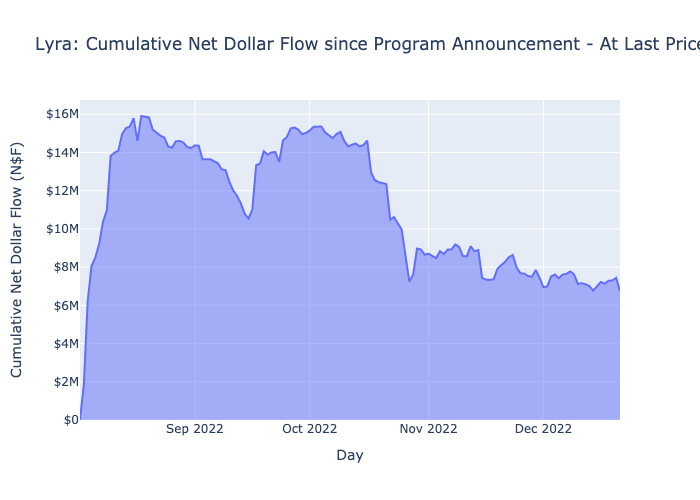 Lyra: Cumulative Net Dollar Flow since Program Announcement - At Last Price
Cumulative Net Dollar Flow (N$F)
$16M
$14M
$12M
$10M
$8M
$6M
$4M
$2M
$0
Sep 2022
Oct 2022
Nov 2022
Dec 2022
Day